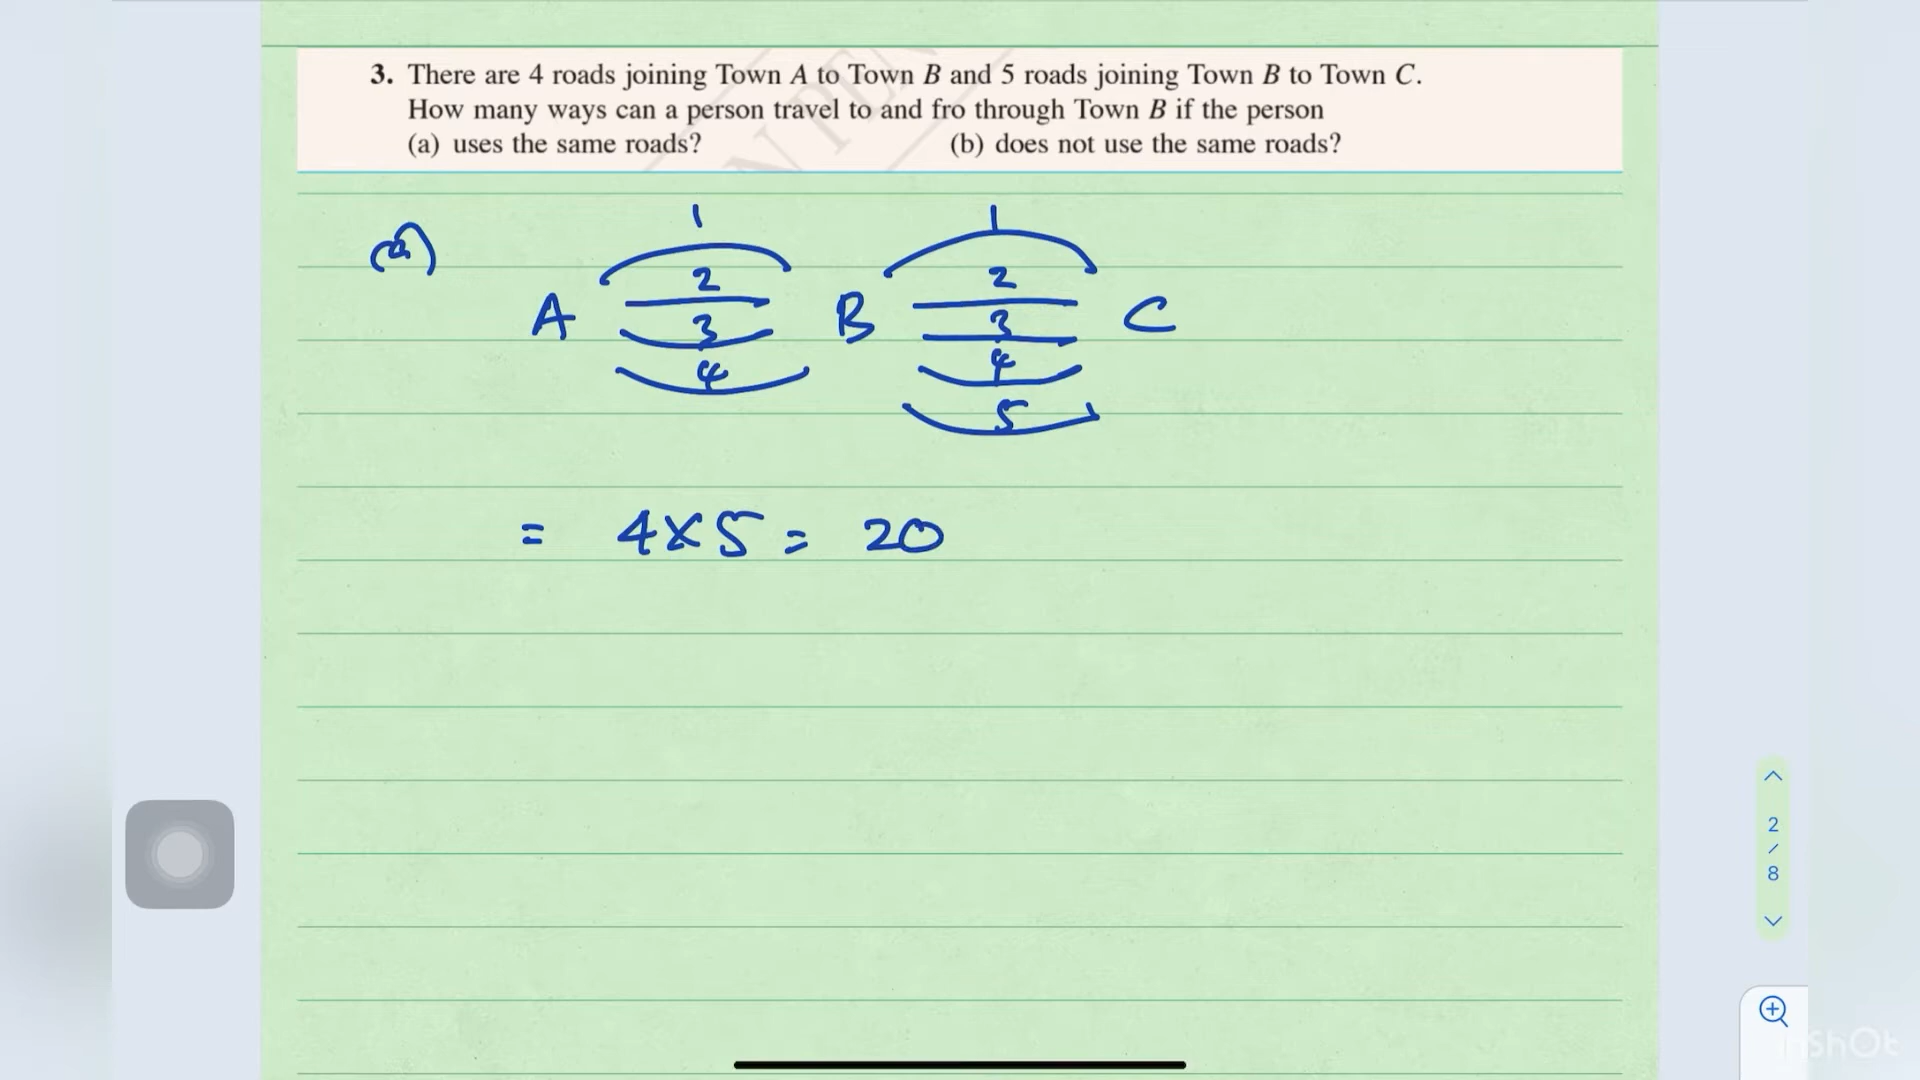 3. There are 4 roads joining Town A to Town B and 5 roads joining Town B to Town C.
How many ways can a person travel to and fro through Town B if the person
(a) uses the same roads? (b) does not use the same roads?
(a)
1 1
2 2
A 3 B 3 C
4 4
5
= 4 × 5 = 20
2
/
8